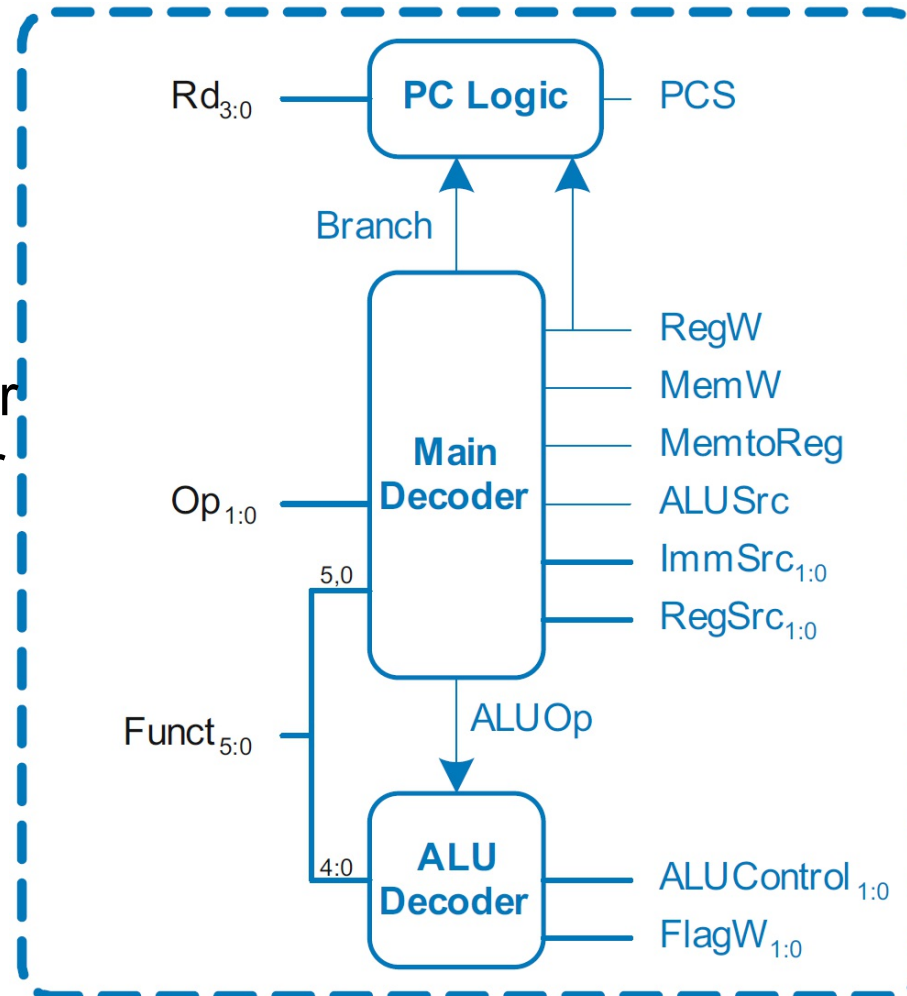 Rd3:0
PC Logic
PCS
Branch
RegW
MemW
MemtoReg
ALUSrc
ImmSrc1:0
RegSrc1:0
Main
Decoder
Op1:0
5,0
Funct5:0
ALUOp
4:0
ALU
Decoder
ALUControl1:0
FlagW1:0